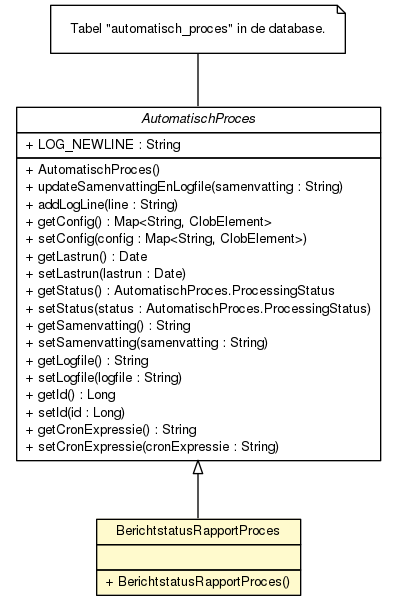 Tabel "automatisch_proces" in de database.
AutomatischProces
+ LOG_NEWLINE : String
+ AutomatischProces()
+ updateSamenvattingEnLogfile(samenvatting : String)
+ addLogLine(line : String)
+ getConfig() : Map<String, ClobElement>
+ setConfig(config : Map<String, ClobElement>)
+ getLastrun() : Date
+ setLastrun(lastrun : Date)
+ getStatus() : AutomatischProces.ProcessingStatus
+ setStatus(status : AutomatischProces.ProcessingStatus)
+ getSamenvatting() : String
+ setSamenvatting(samenvatting : String)
+ getLogfile() : String
+ setLogfile(logfile : String)
+ getId() : Long
+ setId(id : Long)
+ getCronExpressie() : String
+ setCronExpressie(cronExpressie : String)
BerichtstatusRapportProces
+ BerichtstatusRapportProces()